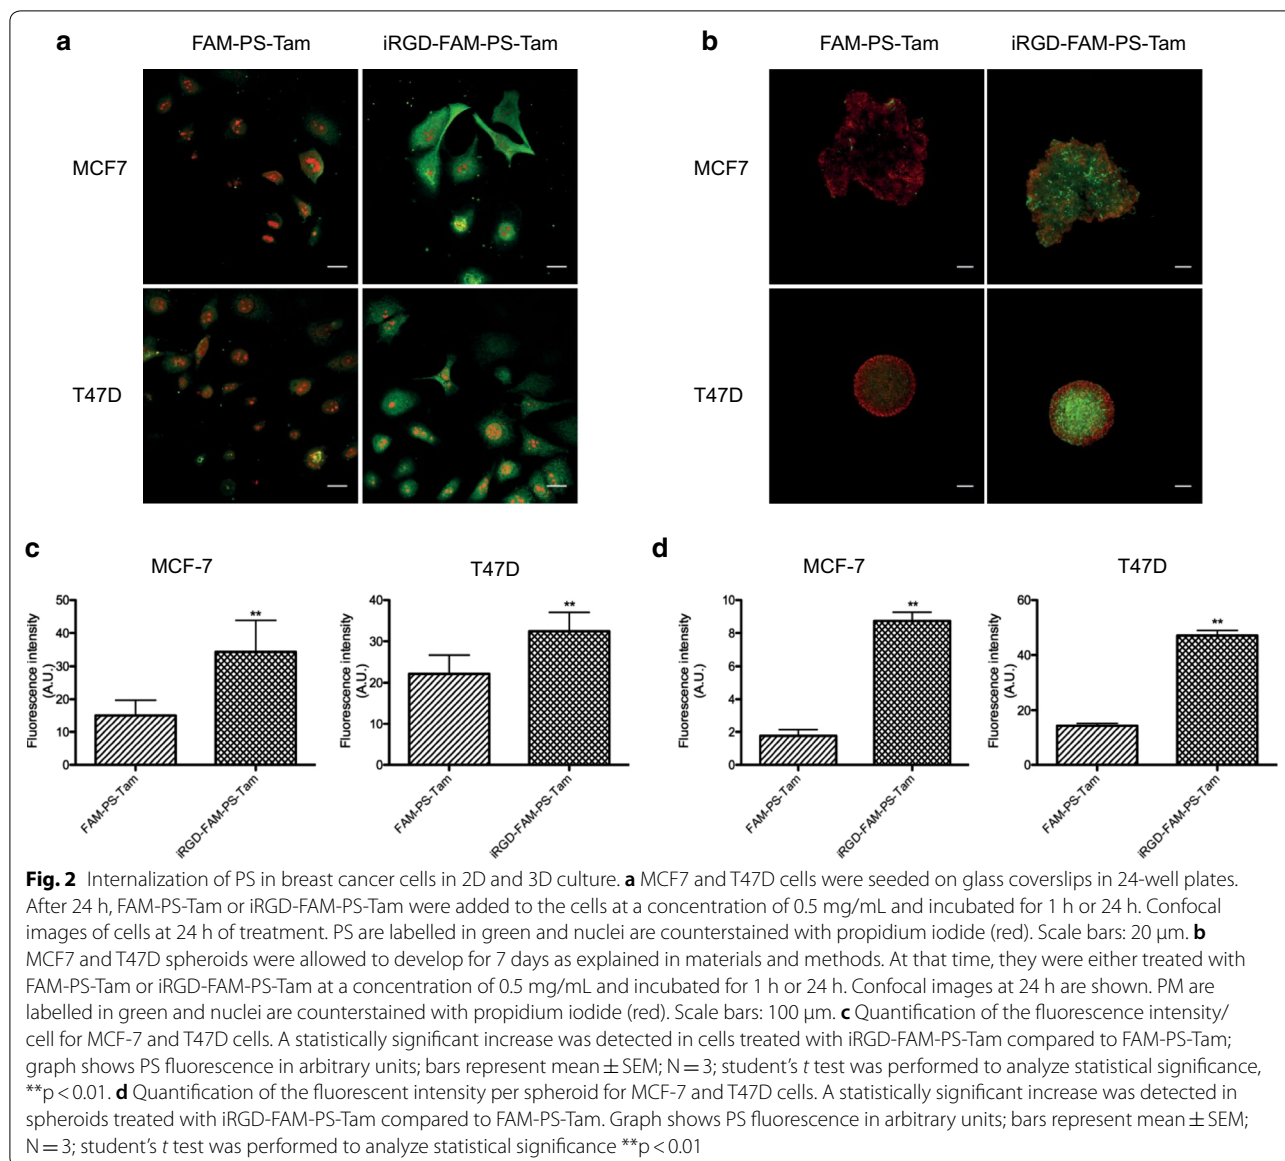 a
FAM-PS-Tam
iRGD-FAM-PS-Tam
MCF7
T47D
b
FAM-PS-Tam
iRGD-FAM-PS-Tam
MCF7
T47D
c
MCF-7
Fluorescence intensity
(A.U.)
50
40
30
20
10
0
**
FAM-PS-Tam
iRGD-FAM-PS-Tam
T47D
Fluorescence intensity
(A.U.)
40
30
20
10
0
**
FAM-PS-Tam
iRGD-FAM-PS-Tam
d
MCF-7
Fluorescence intensity
(A.U.)
10
8
6
4
2
0
**
FAM-PS-Tam
iRGD-FAM-PS-Tam
T47D
Fluorescence intensity
(A.U.)
60
40
20
0
**
FAM-PS-Tam
iRGD-FAM-PS-Tam
Fig. 2 Internalization of PS in breast cancer cells in 2D and 3D culture. a MCF7 and T47D cells were seeded on glass coverslips in 24-well plates.
After 24 h, FAM-PS-Tam or iRGD-FAM-PS-Tam were added to the cells at a concentration of 0.5 mg/mL and incubated for 1 h or 24 h. Confocal
images of cells at 24 h of treatment. PS are labelled in green and nuclei are counterstained with propidium iodide (red). Scale bars: 20 μm. b
MCF7 and T47D spheroids were allowed to develop for 7 days as explained in materials and methods. At that time, they were either treated with
FAM-PS-Tam or iRGD-FAM-PS-Tam at a concentration of 0.5 mg/mL and incubated for 1 h or 24 h. Confocal images at 24 h are shown. PM are
labelled in green and nuclei are counterstained with propidium iodide (red). Scale bars: 100 μm. c Quantification of the fluorescence intensity/
cell for MCF-7 and T47D cells. A statistically significant increase was detected in cells treated with iRGD-FAM-PS-Tam compared to FAM-PS-Tam;
graph shows PS fluorescence in arbitrary units; bars represent mean ± SEM; N = 3; student's t test was performed to analyze statistical significance,
**p < 0.01. d Quantification of the fluorescent intensity per spheroid for MCF-7 and T47D cells. A statistically significant increase was detected in
spheroids treated with iRGD-FAM-PS-Tam compared to FAM-PS-Tam. Graph shows PS fluorescence in arbitrary units; bars represent mean ± SEM;
N = 3; student's t test was performed to analyze statistical significance **p < 0.01